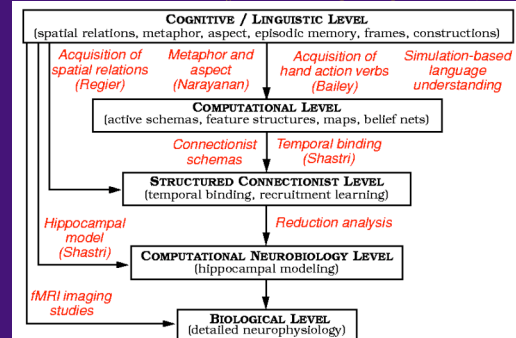 COGNITIVE / LINGUISTIC LEVEL
(spatial relations, metaphor, aspect, episodic memory, frames, constructions)
Acquisition of
spatial relations
(Regier)
Metaphor and
aspect
(Narayanan)
Acquisition of
hand action verbs
(Bailey)
Simulation-based
language
understanding
COMPUTATIONAL LEVEL
(active schemas, feature structures, maps, belief nets)
Connectionist
schemas
Temporal binding
(Shastri)
STRUCTURED CONNECTIONIST LEVEL
(temporal binding, recruitment learning)
Hippocampal
model
(Shastri)
Reduction analysis
COMPUTATIONAL NEUROBIOLOGY LEVEL
(hippocampal modeling)
fMRI imaging
studies
BIOLOGICAL LEVEL
(detailed neurophysiology)